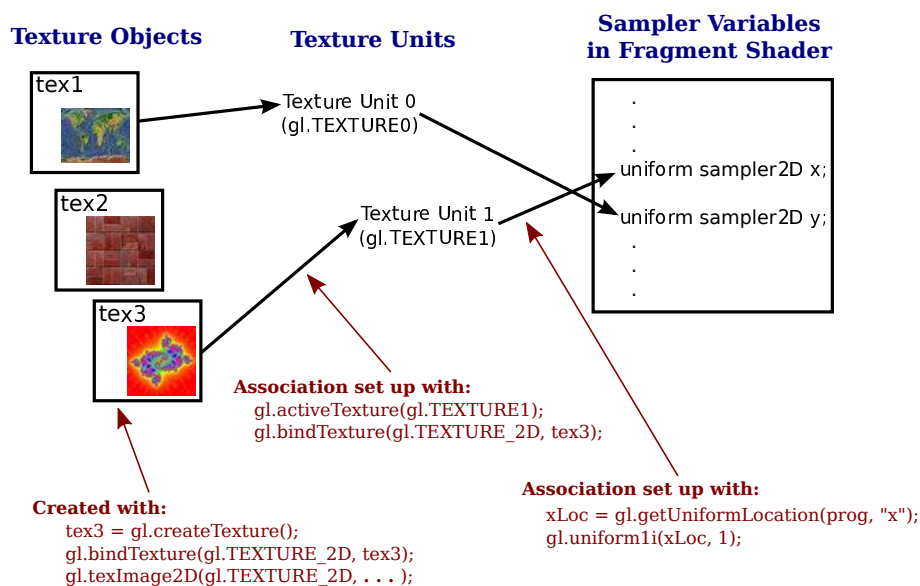 Texture Objects
Texture Units
Sampler Variables
in Fragment Shader
tex1
tex2
tex3
Texture Unit 0
(gl.TEXTURE0)
Texture Unit 1
(gl.TEXTURE1)
.
.
.
uniform sampler2D x;
uniform sampler2D y;
.
.
.
Association set up with:
gl.activeTexture(gl.TEXTURE1);
gl.bindTexture(gl.TEXTURE_2D, tex3);
Created with:
tex3 = gl.createTexture();
gl.bindTexture(gl.TEXTURE_2D, tex3);
gl.texImage2D(gl.TEXTURE_2D, . . . );
Association set up with:
xLoc = gl.getUniformLocation(prog, "x");
gl.uniform1i(xLoc, 1);